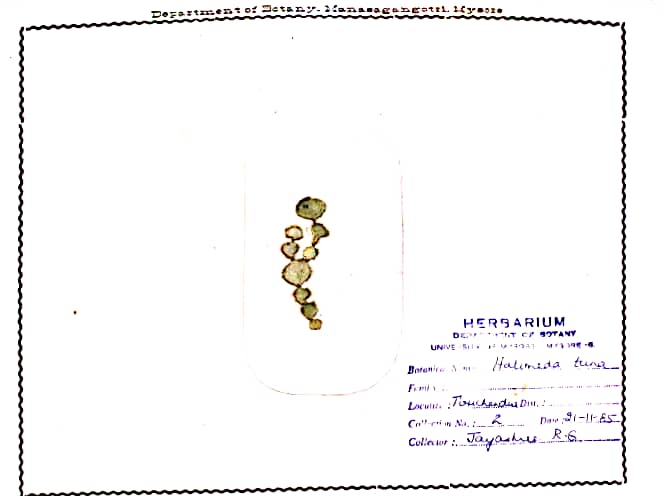 Department of Botany, Manasagangotri, Mysore
HERBARIUM
DEPARTMENT OF BOTANY
UNIVERSITY OF MYSORE MYSORE-6.
Botanical Name: Halimeda tuna
Family:
Locality: Dist.:
Collection No.: 2 Date: 21-11-85
Collector: Jayashree R.G